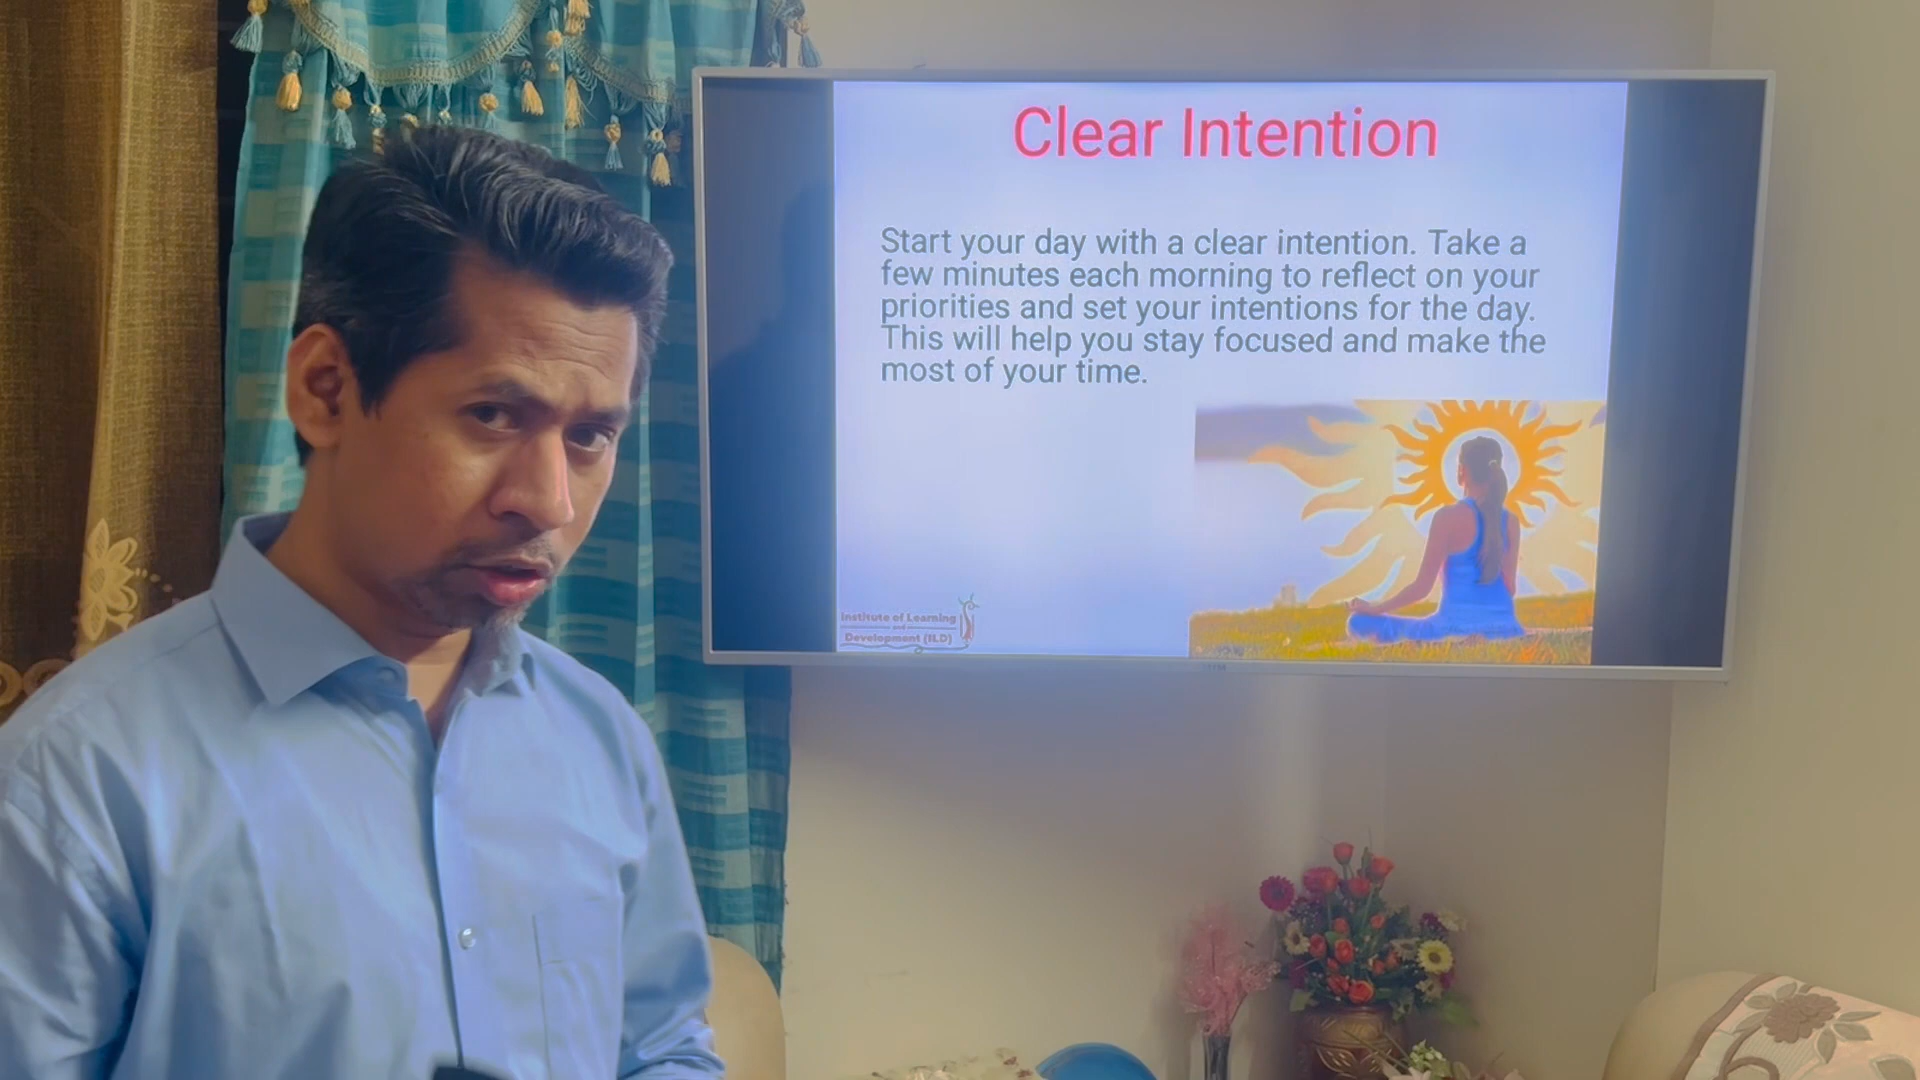 Clear Intention
Start your day with a clear intention. Take a
few minutes each morning to reflect on your
priorities and set your intentions for the day.
This will help you stay focused and make the
most of your time.
Institute of Learning
and
Development (ILD)